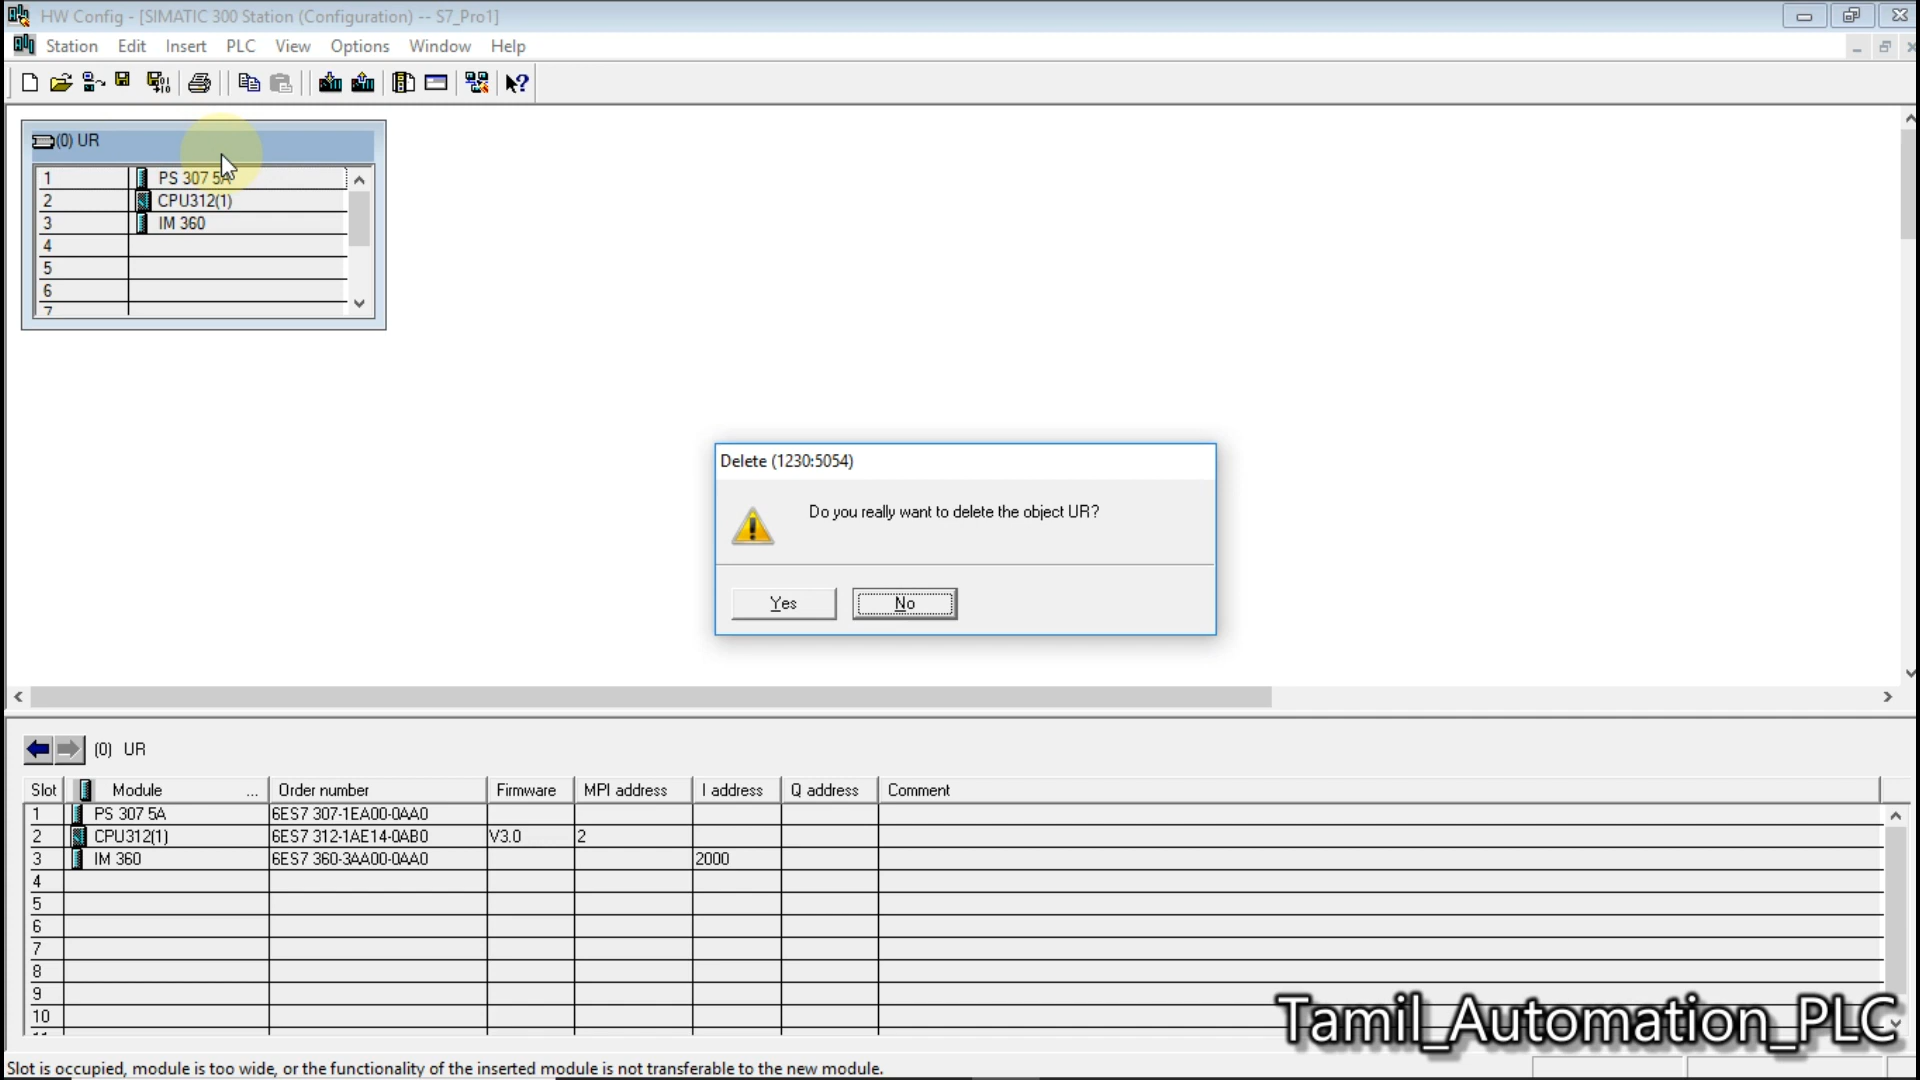 HW Config - [SIMATIC 300 Station (Configuration) -- S7_Pro1]
Station Edit Insert PLC View Options Window Help
(0) UR
1 PS 307 5A
2 CPU312(1)
3 IM 360
4
5
6
7
Delete (1230:5054)
Do you really want to delete the object UR?
Yes No
(0) UR
Slot Module ... Order number Firmware MPI address I address Q address Comment
1 PS 307 5A 6ES7 307-1EA00-0AA0
2 CPU312(1) 6ES7 312-1AE14-0AB0 V3.0 2
3 IM 360 6ES7 360-3AA00-0AA0 2000
4
5
6
7
8
9
10
Tamil_Automation_PLC
Slot is occupied, module is too wide, or the functionality of the inserted module is not transferable to the new module.